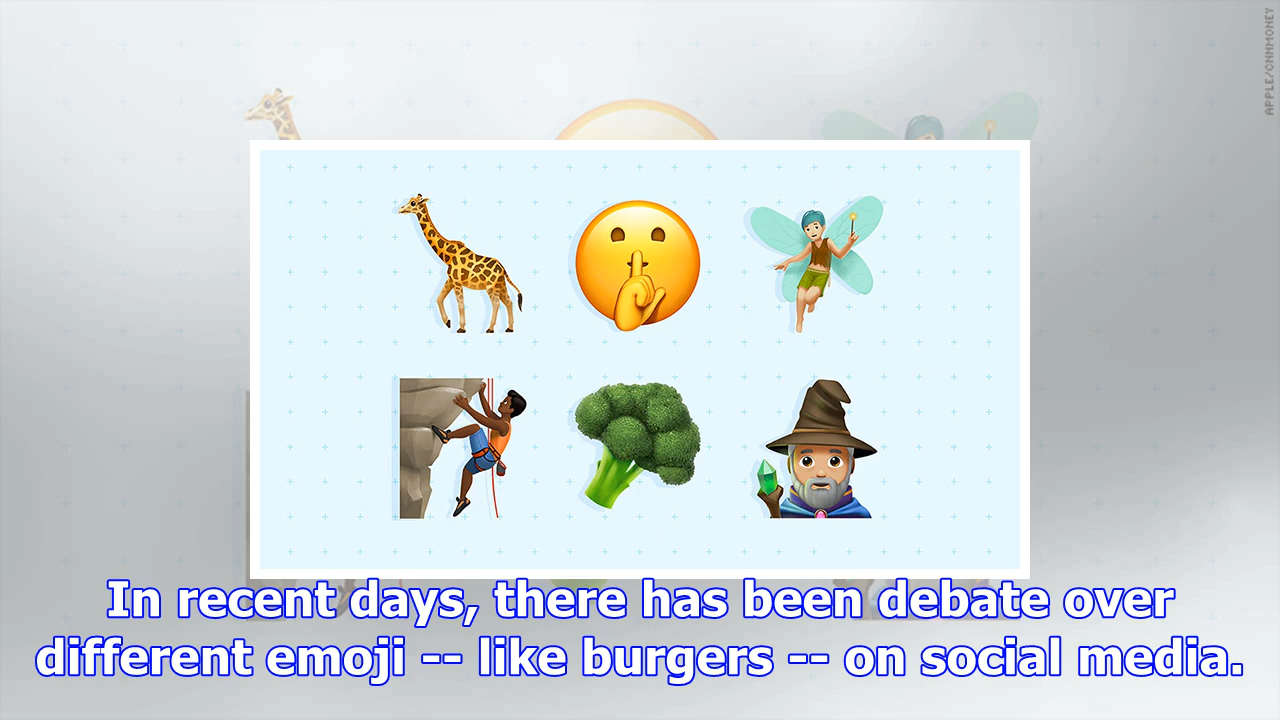 APPLE/CNNMONEY
In recent days, there has been debate over
different emoji -- like burgers -- on social media.